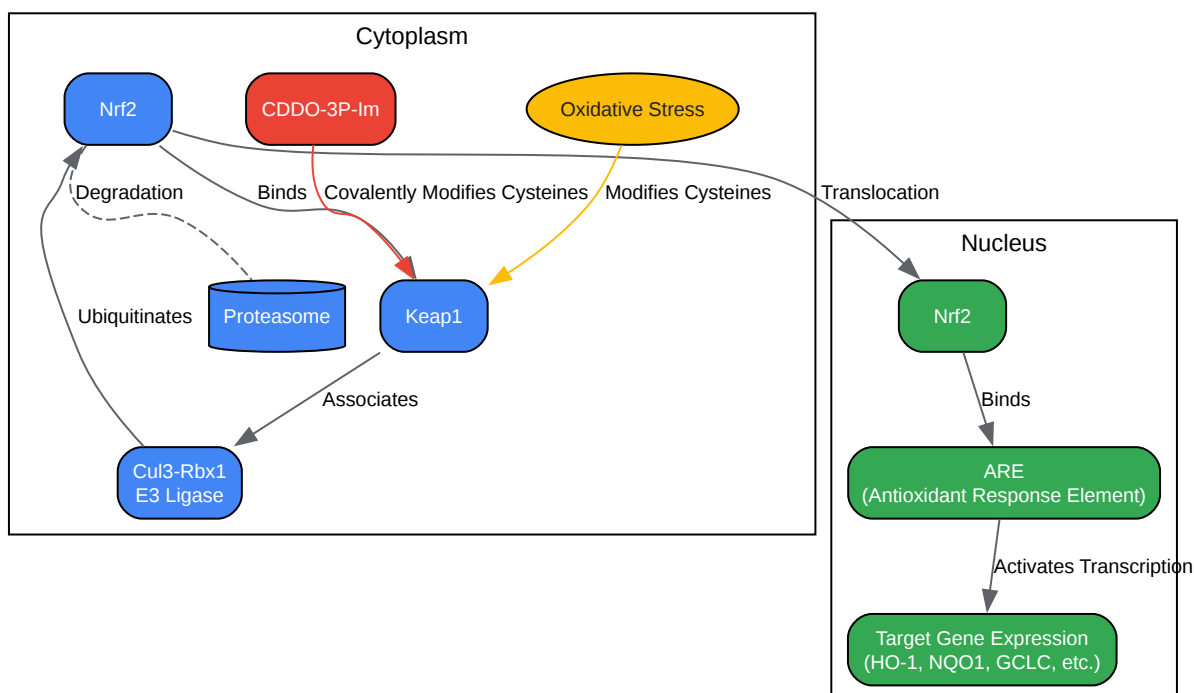 Cytoplasm
Nrf2
CDDO-3P-Im
Oxidative Stress
Degradation
Binds
Covalently Modifies Cysteines
Modifies Cysteines
Translocation
Nucleus
Ubiquitinates
Proteasome
Keap1
Nrf2
Associates
Binds
Cul3-Rbx1
E3 Ligase
ARE
(Antioxidant Response Element)
Activates Transcription
Target Gene Expression
(HO-1, NQO1, GCLC, etc.)